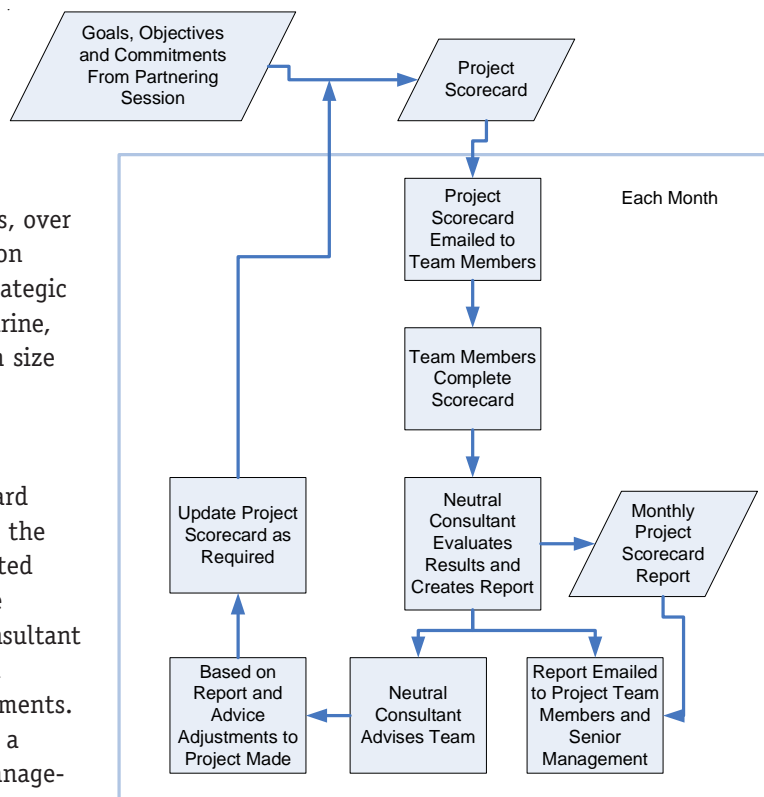 Goals, Objectives
and Commitments
From Partnering
Session
Project
Scorecard
Each Month
Project
Scorecard
Emailed to
Team Members
Team Members
Complete
Scorecard
Neutral
Consultant
Evaluates
Results and
Creates Report
Monthly
Project
Scorecard
Report
Update Project
Scorecard as
Required
Based on
Report and
Advice
Adjustments to
Project Made
Neutral
Consultant
Advises Team
Report Emailed
to Project Team
Members and
Senior
Management
s, over
on
ategic
rine,
size
ard
the
ted
nsultant
ments.
a
nage-